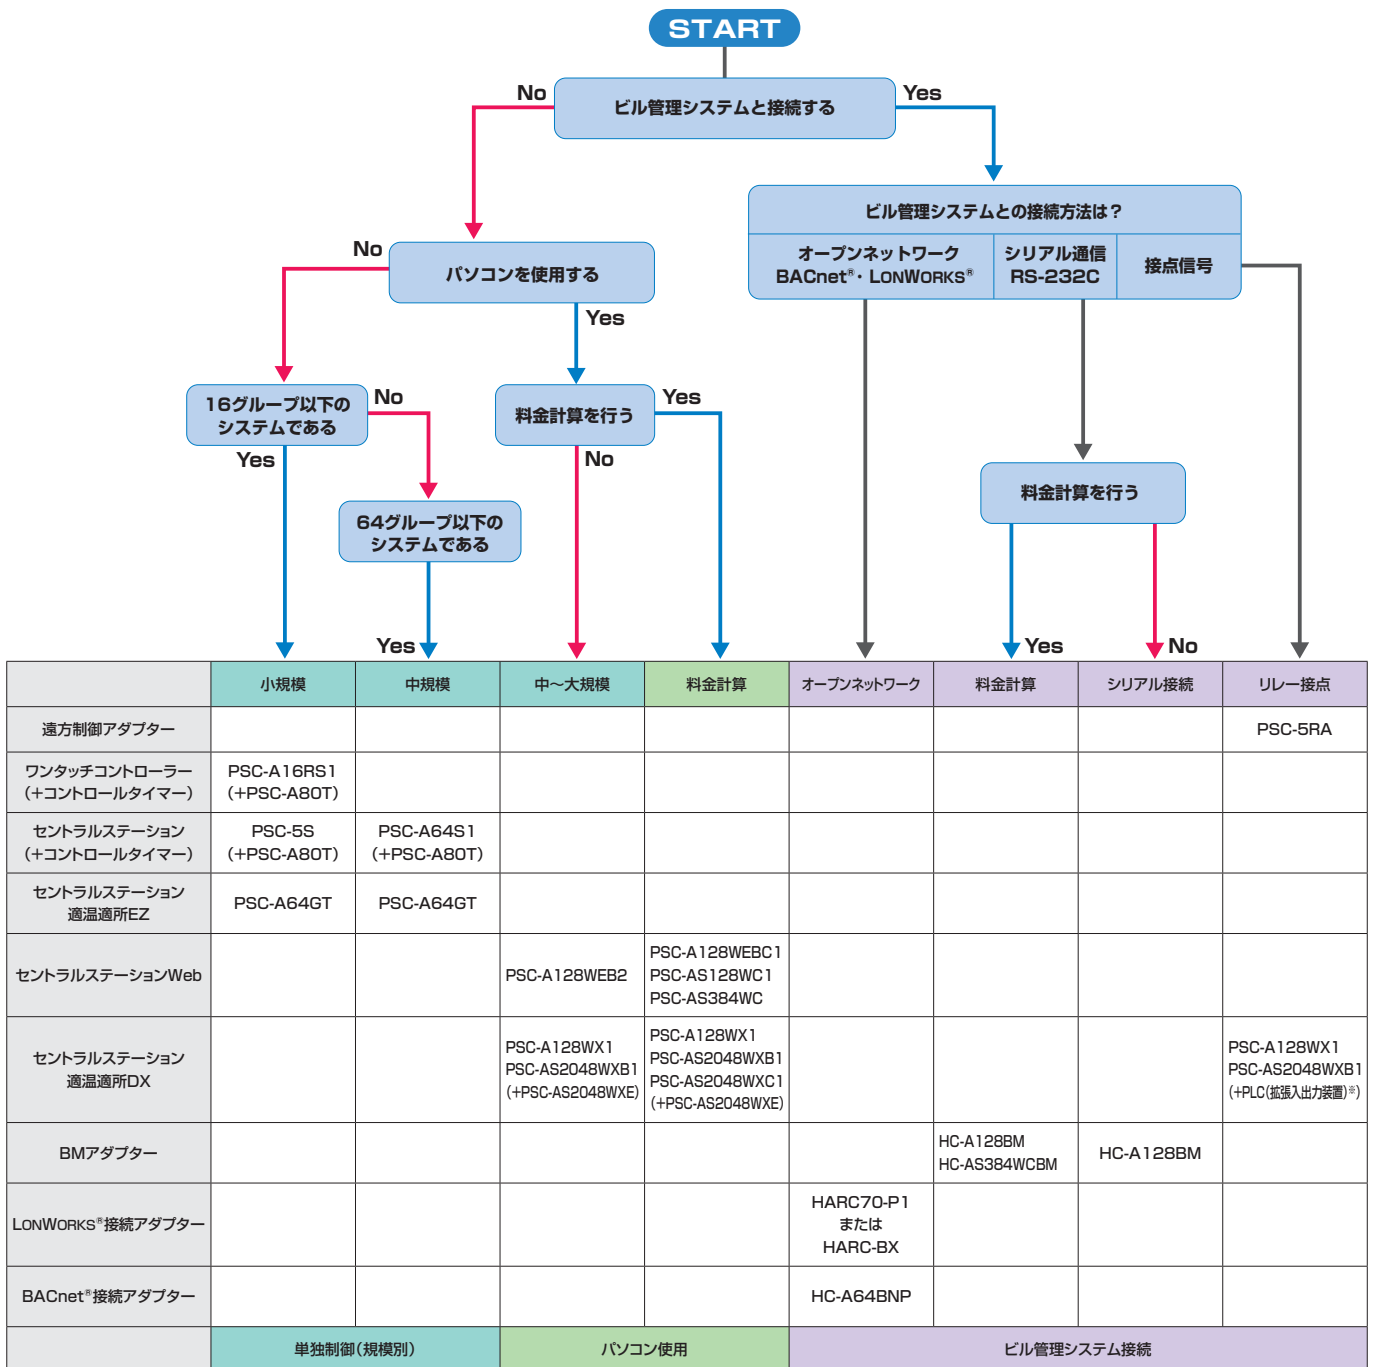 START
No
Yes
ビル管理システムと接続する
ビル管理システムとの接続方法は？
オープンネットワーク
BACnet®・LONWORKS®
シリアル通信
RS-232C
接点信号
No
パソコンを使用する
Yes
16グループ以下の
システムである
No
Yes
料金計算を行う
Yes
No
64グループ以下の
システムである
Yes
料金計算を行う
Yes
No
小規模
中規模
中～大規模
料金計算
オープンネットワーク
料金計算
シリアル接続
リレー接点
遠方制御アダプター
PSC-5RA
ワンタッチコントローラー
（＋コントロールタイマー）
PSC-A16RS1
（＋PSC-A80T）
セントラルステーション
（＋コントロールタイマー）
PSC-5S
（＋PSC-A80T）
PSC-A64S1
（＋PSC-A80T）
セントラルステーション
適温適所EZ
PSC-A64GT
PSC-A64GT
セントラルステーションWeb
PSC-A128WEB2
PSC-A128WEBC1
PSC-AS128WC1
PSC-AS384WC
セントラルステーション
適温適所DX
PSC-A128WX1
PSC-AS2048WXB1
（＋PSC-AS2048WXE）
PSC-A128WX1
PSC-AS2048WXB1
PSC-AS2048WXC1
（＋PSC-AS2048WXE）
PSC-A128WX1
PSC-AS2048WXB1
（＋PLC（拡張入出力装置）※）
BMアダプター
HC-A128BM
HC-AS384WCBM
HC-A128BM
LONWORKS®接続アダプター
HARC70-P1
または
HARC-BX
BACnet®接続アダプター
HC-A64BNP
単独制御（規模別）
パソコン使用
ビル管理システム接続